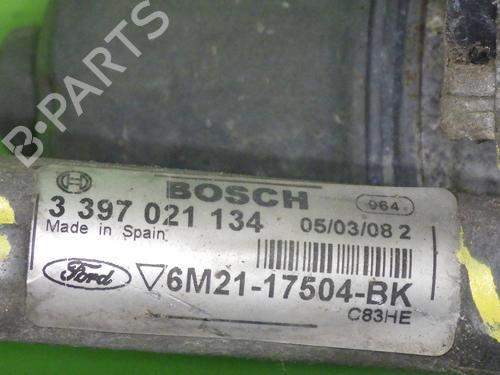 B-PARTS
BOSCH
964
3 397 021 134
05/03/08 2
Made in Spain
Ford
6M21-17504-BK
C83HE